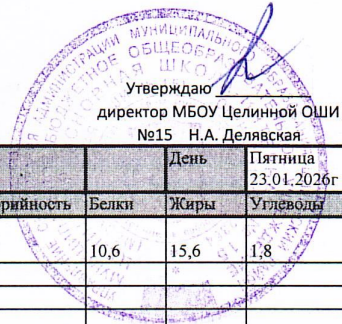 Утверждаю
директор МБОУ Целинной ОШИ
№15 Н.А. Делявская
День Пятница
23.01.2026г
рийность Белки Жиры Углеводы
10,6 15,6 1,8